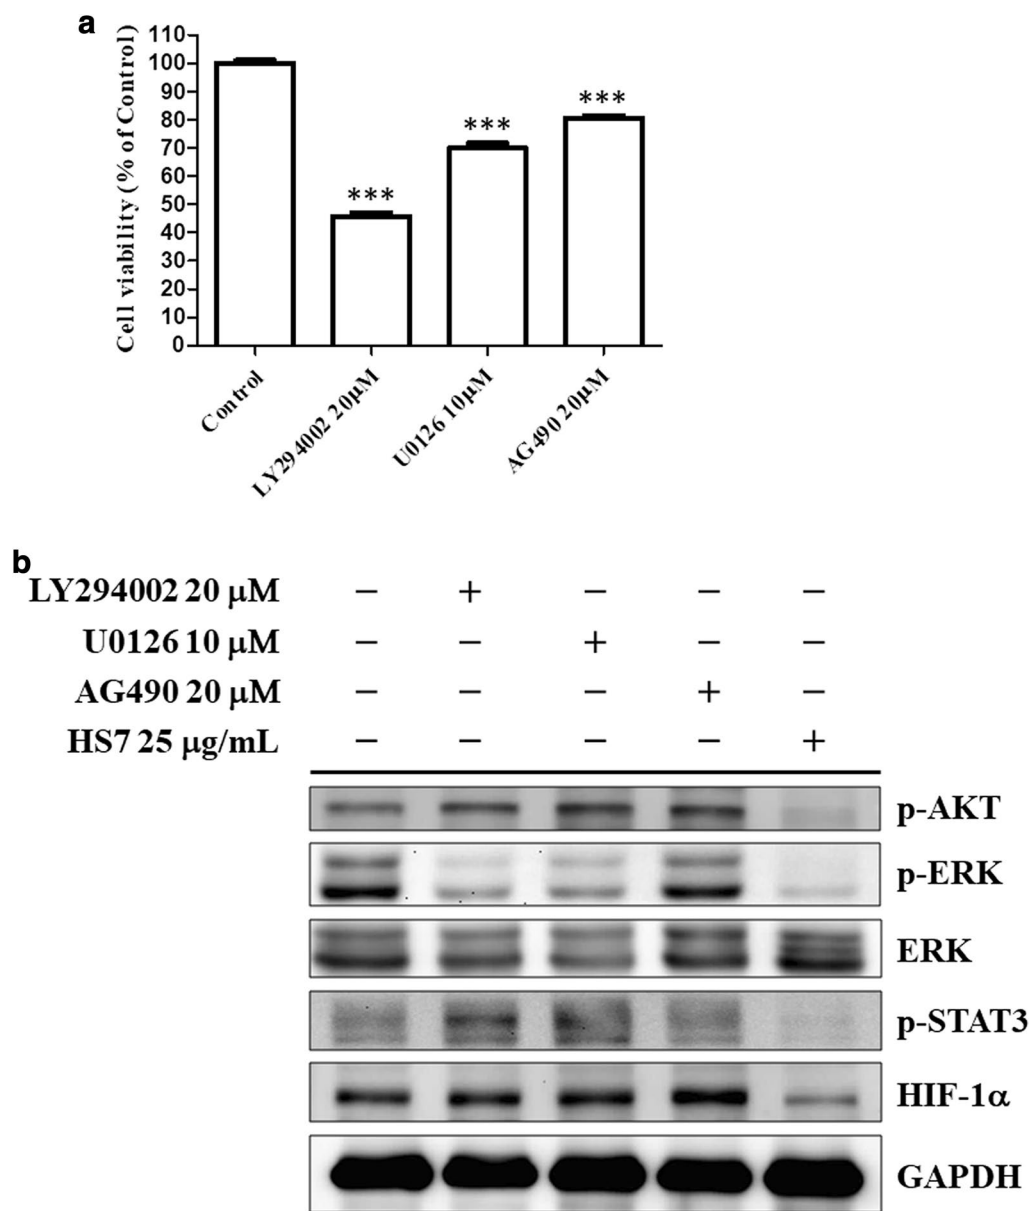 a
Cell viability (% of Control)
110
100
90
80
70
60
50
40
30
20
10
0
***
***
***
Control
LY294002 20μM
U0126 10μM
AG490 20μM
b
LY294002 20 μM − + − − −
U0126 10 μM − − + − −
AG490 20 μM − − − + −
HS7 25 μg/mL − − − − +
p-AKT
p-ERK
ERK
p-STAT3
HIF-1α
GAPDH